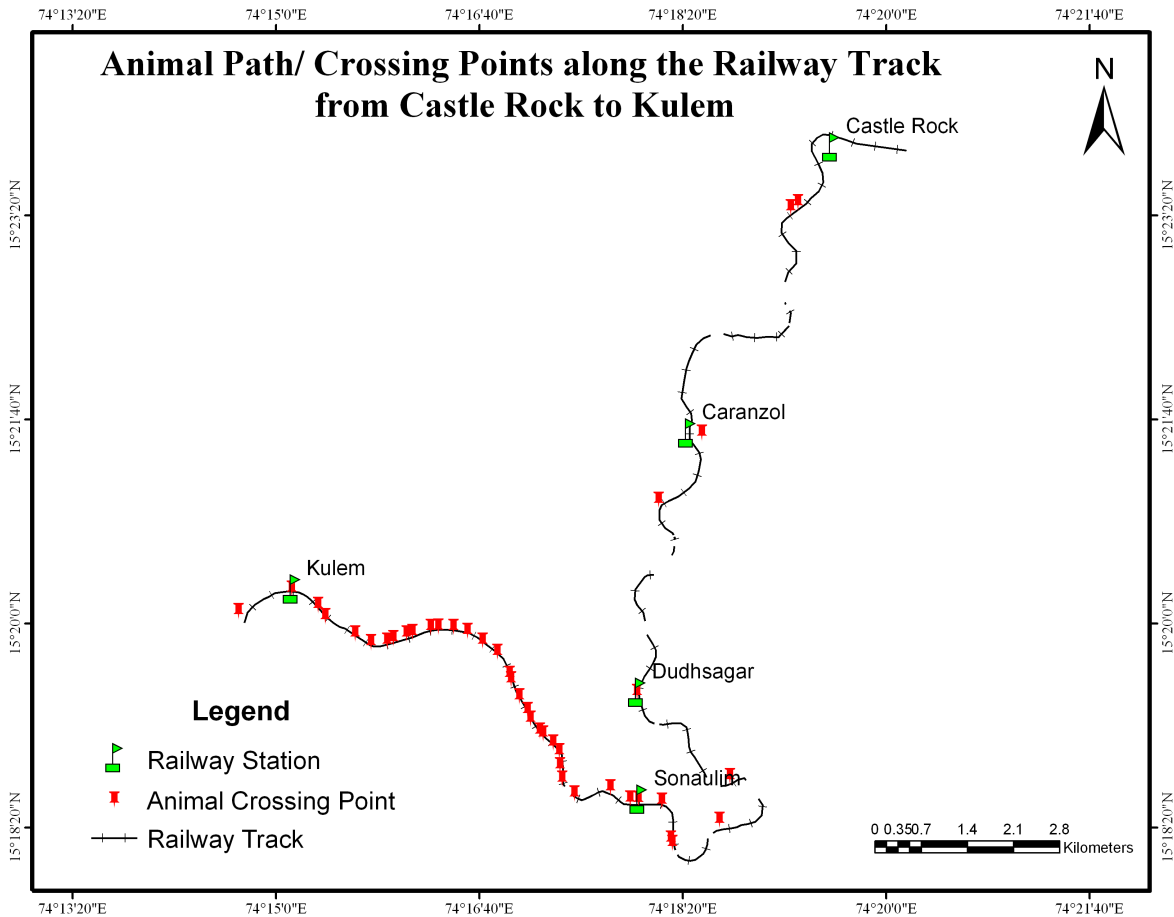 74°13'20"E 74°15'0"E 74°16'40"E 74°18'20"E 74°20'0"E 74°21'40"E
Animal Path/ Crossing Points along the Railway Track
from Castle Rock to Kulem
N
Castle Rock
15°23'20"N 15°23'20"N
Caranzol
15°21'40"N 15°21'40"N
Kulem
15°20'0"N 15°20'0"N
Dudhsagar
Legend
Railway Station
Sonaulim
Animal Crossing Point
Railway Track
15°18'20"N 15°18'20"N
0 0.350.7 1.4 2.1 2.8
Kilometers
74°13'20"E 74°15'0"E 74°16'40"E 74°18'20"E 74°20'0"E 74°21'40"E